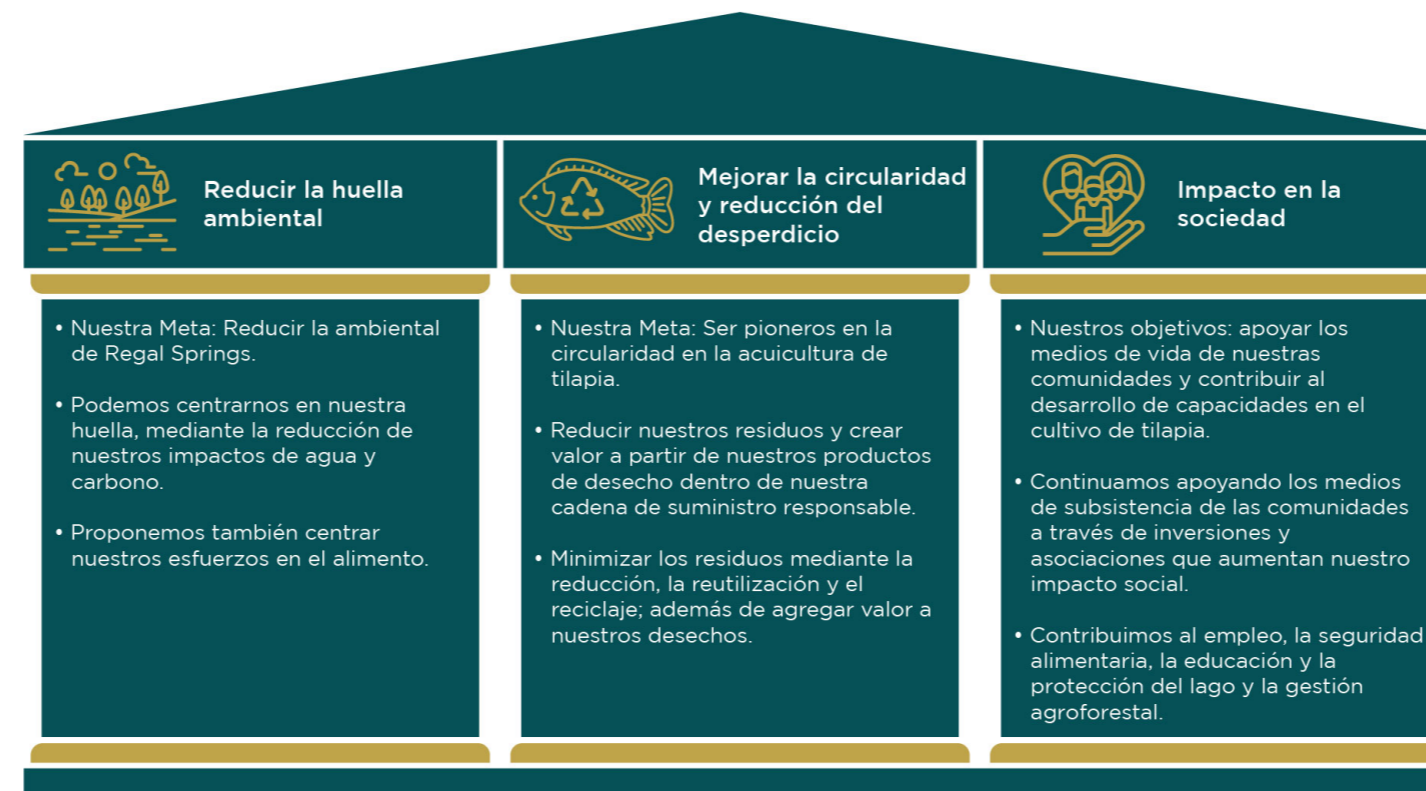 Reducir la huella
ambiental
Mejorar la circularidad
y reducción del
desperdicio
Impacto en la
sociedad
• Nuestra Meta: Reducir la ambiental
de Regal Springs.
• Podemos centrarnos en nuestra
huella, mediante la reducción de
nuestros impactos de agua y
carbono.
• Proponemos también centrar
nuestros esfuerzos en el alimento.
• Nuestra Meta: Ser pioneros en la
circularidad en la acuicultura de
tilapia.
• Reducir nuestros residuos y crear
valor a partir de nuestros productos
de desecho dentro de nuestra
cadena de suministro responsable.
• Minimizar los residuos mediante la
reducción, la reutilización y el
reciclaje; además de agregar valor a
nuestros desechos.
• Nuestros objetivos: apoyar los
medios de vida de nuestras
comunidades y contribuir al
desarrollo de capacidades en el
cultivo de tilapia.
• Continuamos apoyando los medios
de subsistencia de las comunidades
a través de inversiones y
asociaciones que aumentan nuestro
impacto social.
• Contribuimos al empleo, la seguridad
alimentaria, la educación y la
protección del lago y la gestión
agroforestal.